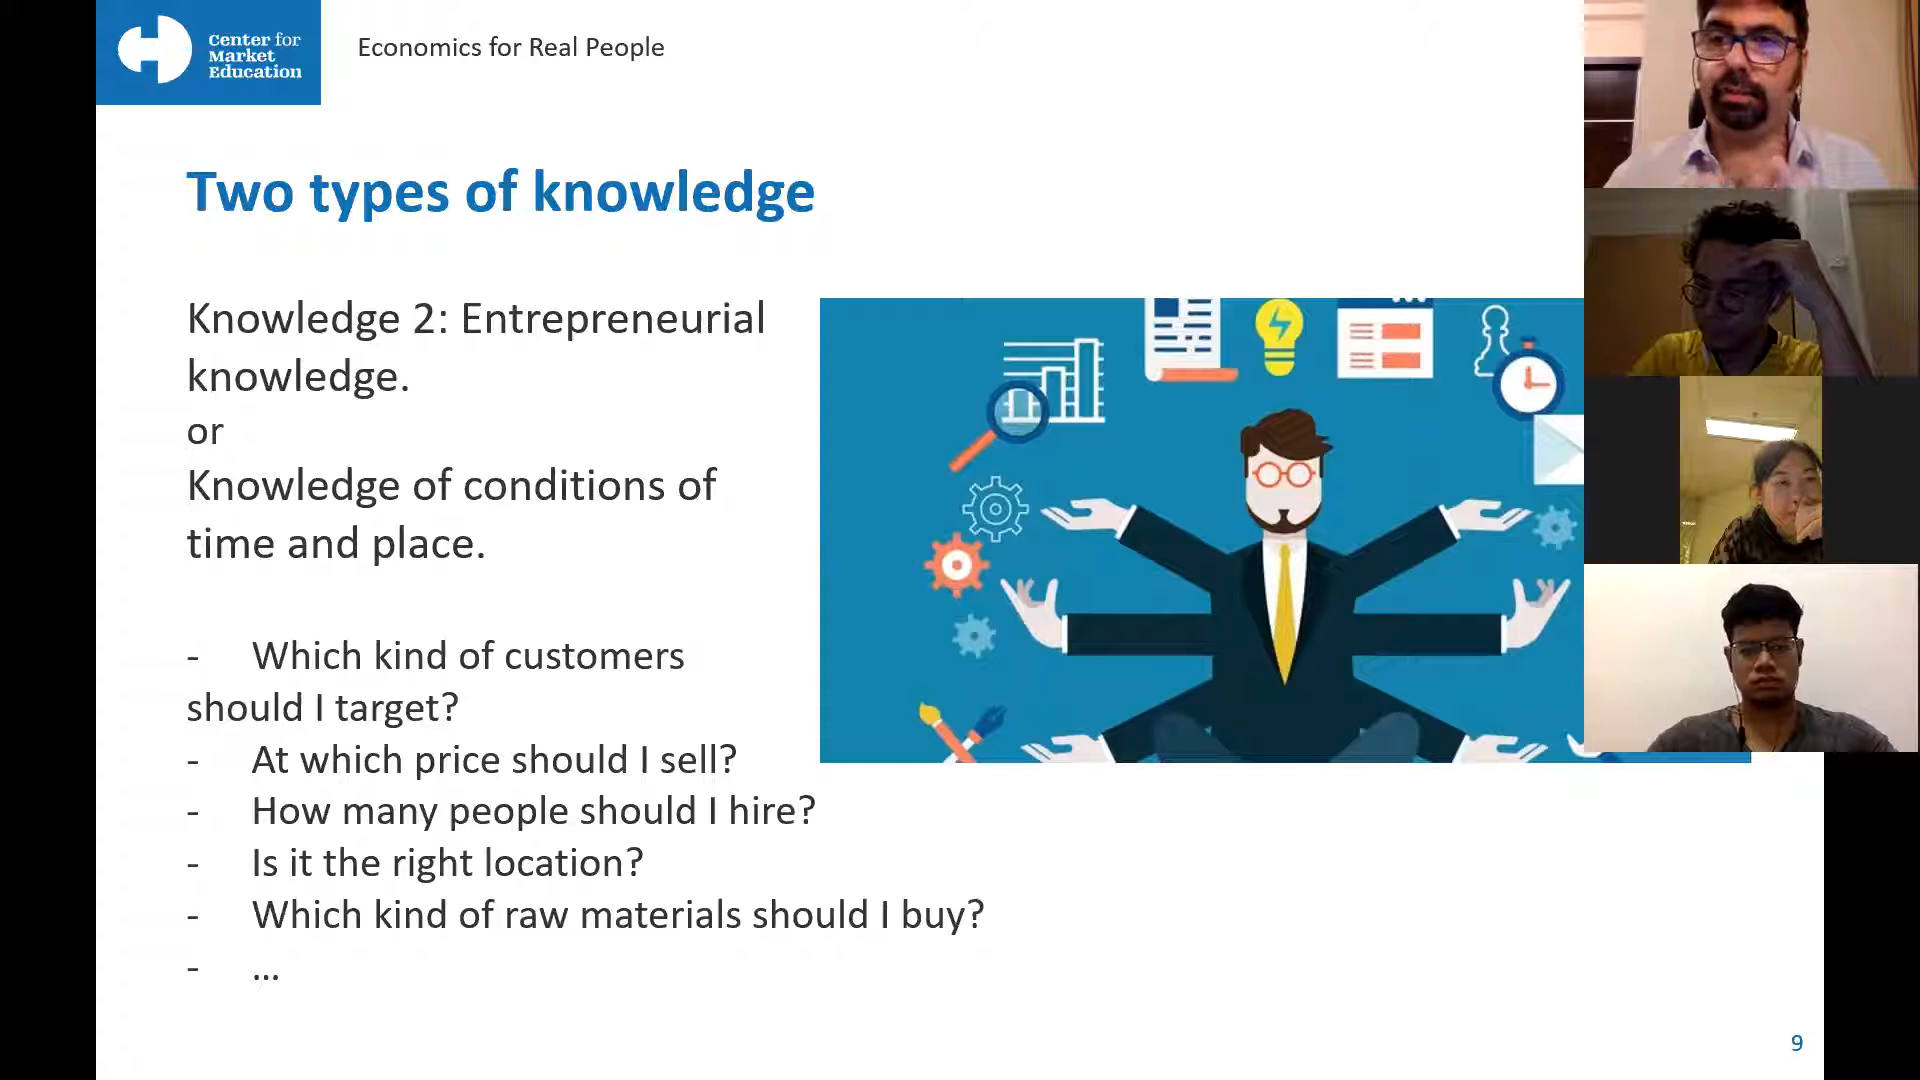 Center for
Market
Education
Economics for Real People
Two types of knowledge
Knowledge 2: Entrepreneurial
knowledge.
or
Knowledge of conditions of
time and place.
- Which kind of customers
should I target?
- At which price should I sell?
- How many people should I hire?
- Is it the right location?
- Which kind of raw materials should I buy?
- ...
9